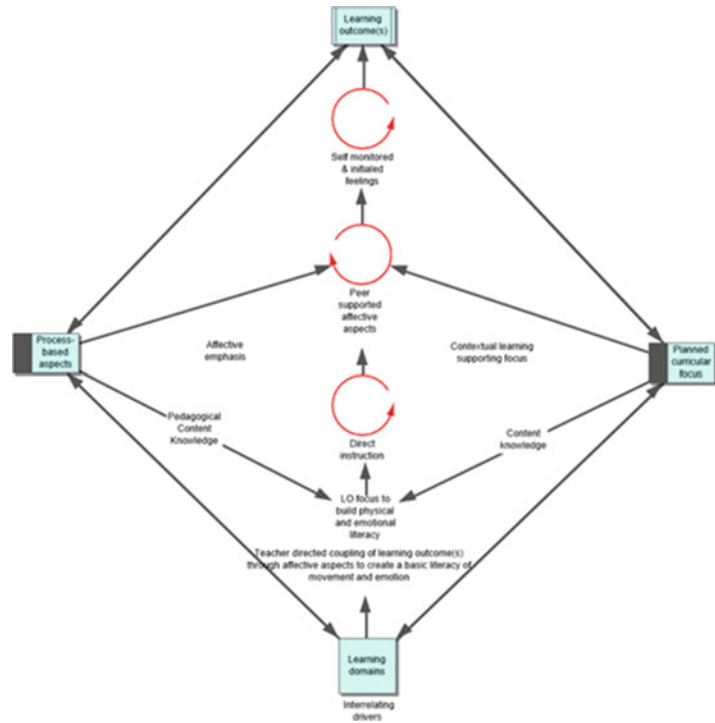 Learning
outcome(s)
Self monitored
& initialed
feelings
Peer
supported
affective
aspects
Process-
based
aspects
Affective
emphasis
Contextual learning
supporting focus
Planned
curricular
focus
Pedagogical
Content
Knowledge
Direct
instruction
Content
knowledge
LO focus to
build physical
and emotional
literacy
Teacher directed coupling of learning outcome(s)
through affective aspects to create a basic literacy of
movement and emotion
Learning
domains
Interrelating
drivers